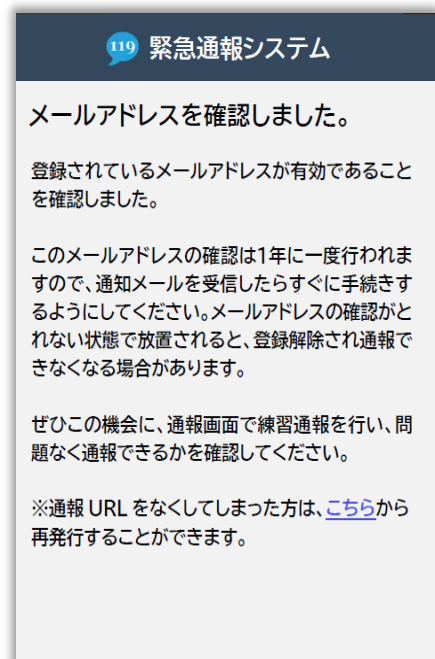 119 緊急通報システム
メールアドレスを確認しました。
登録されているメールアドレスが有効であること
を確認しました。
このメールアドレスの確認は1年に一度行われま
すので、通知メールを受信したらすぐに手続きす
るようにしてください。メールアドレスの確認がと
れない状態で放置されると、登録解除され通報で
きなくなる場合があります。
ぜひこの機会に、通報画面で練習通報を行い、問
題なく通報できるかを確認してください。
※通報 URL をなくしてしまった方は、こちらから
再発行することができます。